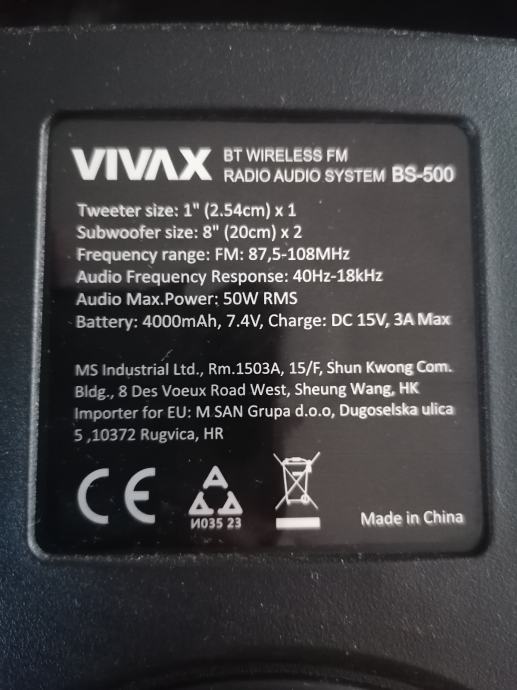 VIVAX BT WIRELESS FM
RADIO AUDIO SYSTEM BS-500
Tweeter size: 1" (2.54cm) x 1
Subwoofer size: 8" (20cm) x 2
Frequency range: FM: 87,5-108MHz
Audio Frequency Response: 40Hz-18kHz
Audio Max.Power: 50W RMS
Battery: 4000mAh, 7.4V, Charge: DC 15V, 3A Max
MS Industrial Ltd., Rm.1503A, 15/F, Shun Kwong Com.
Bldg., 8 Des Voeux Road West, Sheung Wang, HK
Importer for EU: M SAN Grupa d.o.o, Dugoselska ulica
5 ,10372 Rugvica, HR
CE
A A A
И035 23
Made in China